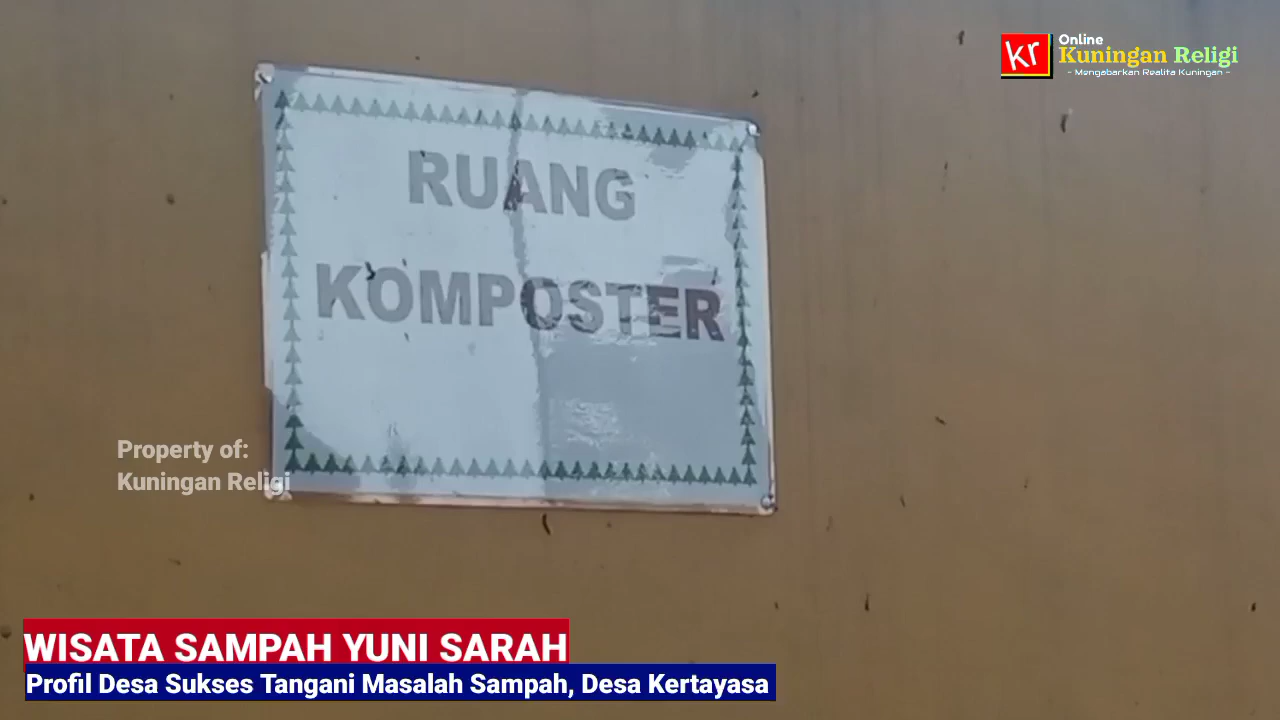 Online
kr Kuningan Religi
- Mengabarkan Realita Kuningan -
RUANG
KOMPOSTER
Property of:
Kuningan Religi
WISATA SAMPAH YUNI SARAH
Profil Desa Sukses Tangani Masalah Sampah, Desa Kertayasa